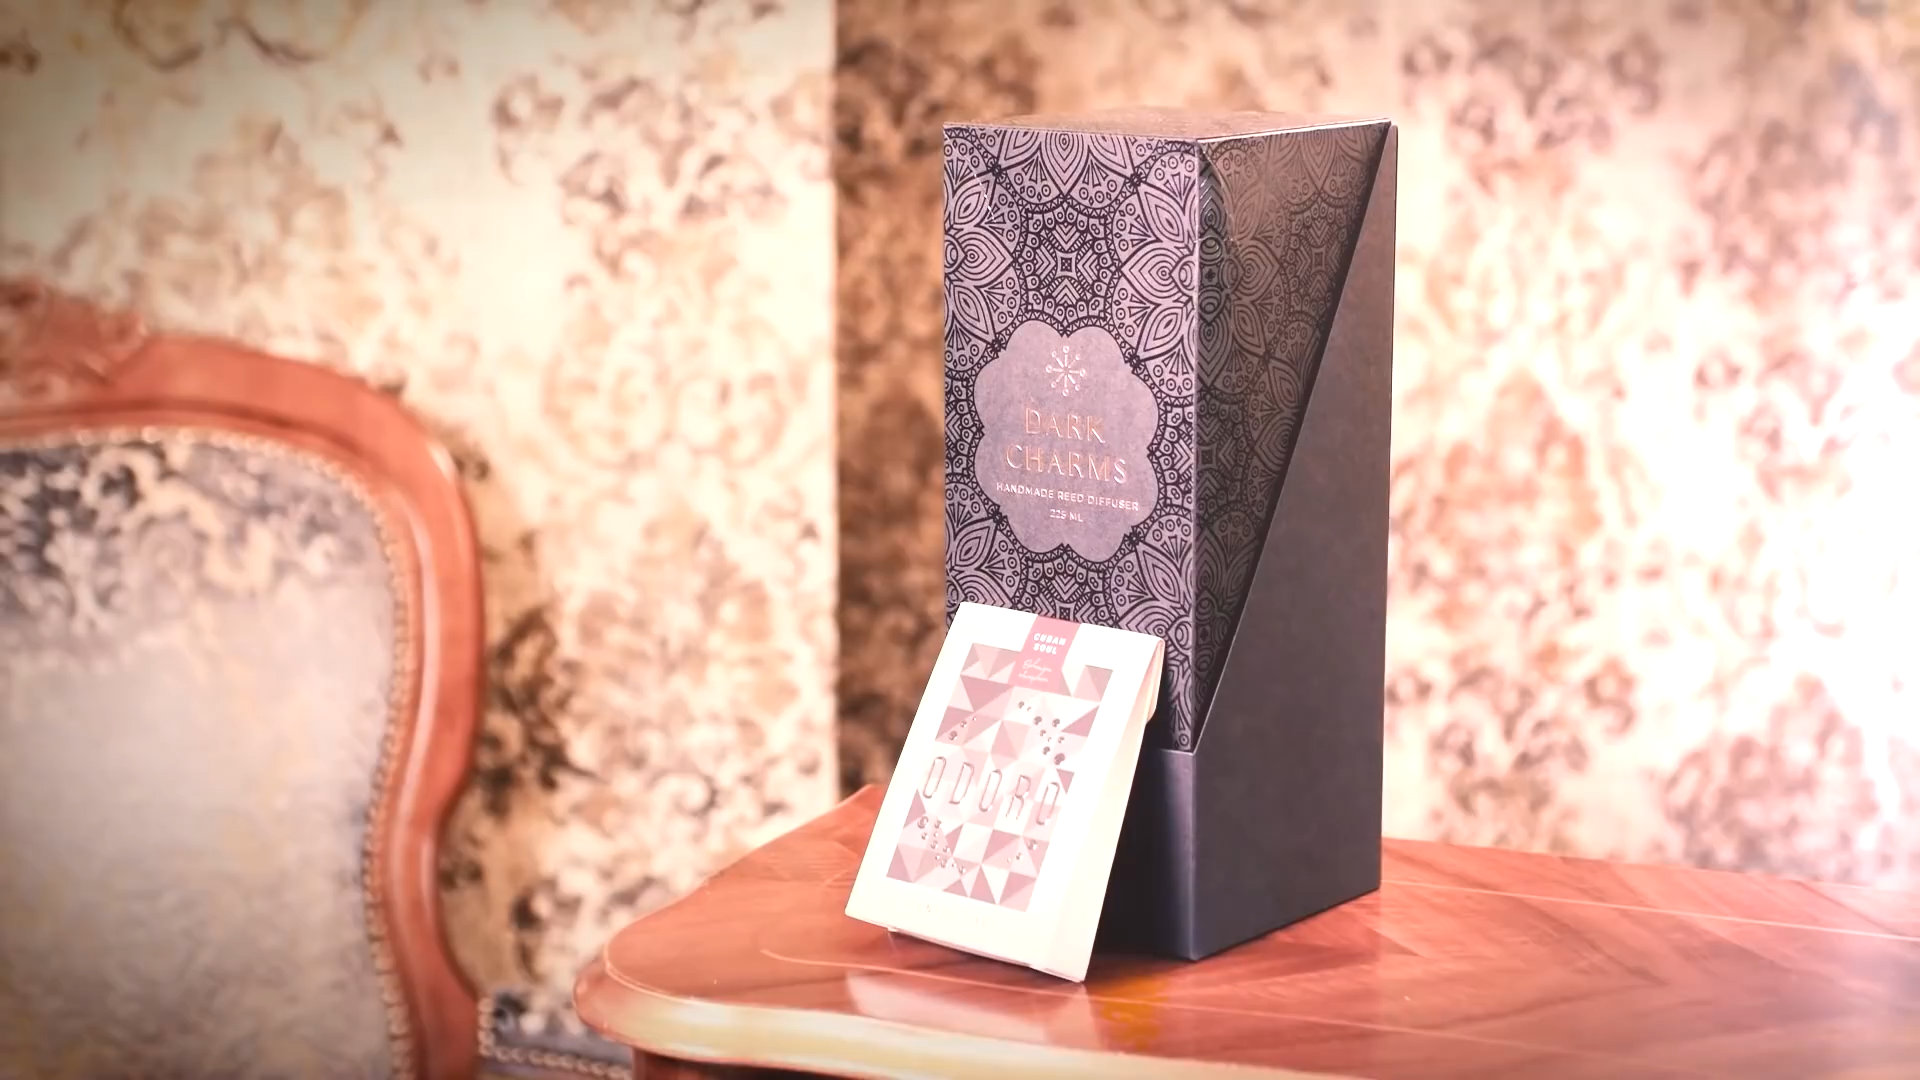 DARK
CHARMS
HANDMADE REED DIFFUSER
225 ML
CUBAN
SOUL
ODORO